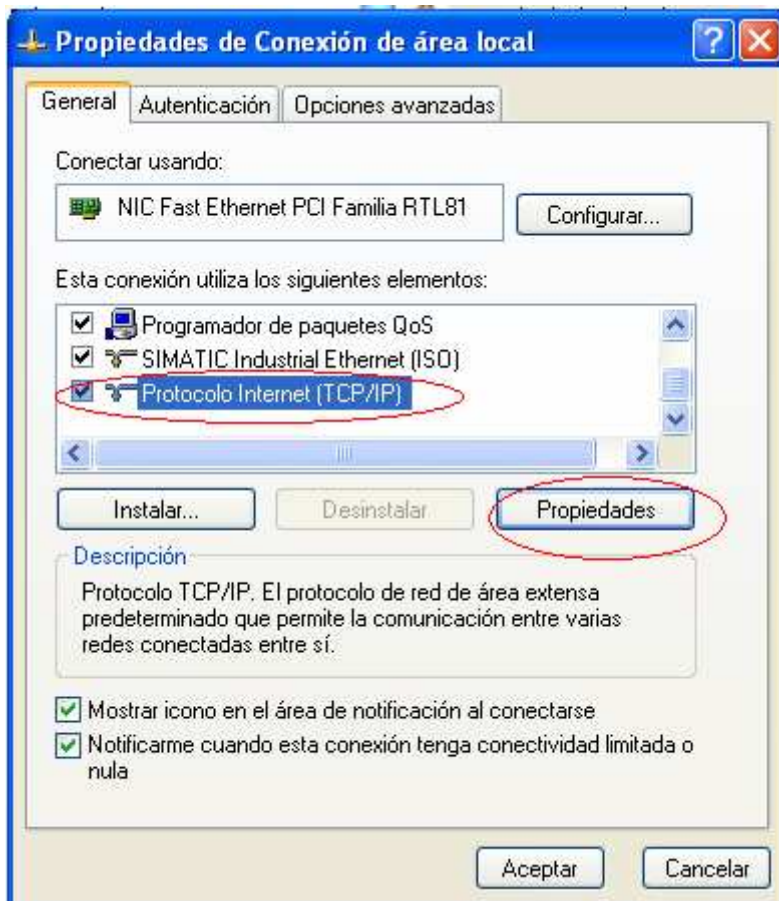 Propiedades de Conexión de área local
General
Autenticación
Opciones avanzadas
Conectar usando:
NIC Fast Ethernet PCI Familia RTL81
Configurar...
Esta conexión utiliza los siguientes elementos:
Programador de paquetes QoS
SIMATIC Industrial Ethernet (ISO)
Protocolo Internet (TCP/IP)
Instalar...
Desinstalar
Propiedades
Descripción
Protocolo TCP/IP. El protocolo de red de área extensa
predeterminado que permite la comunicación entre varias
redes conectadas entre sí.
Mostrar icono en el área de notificación al conectarse
Notificarme cuando esta conexión tenga conectividad limitada o
nula
Aceptar
Cancelar